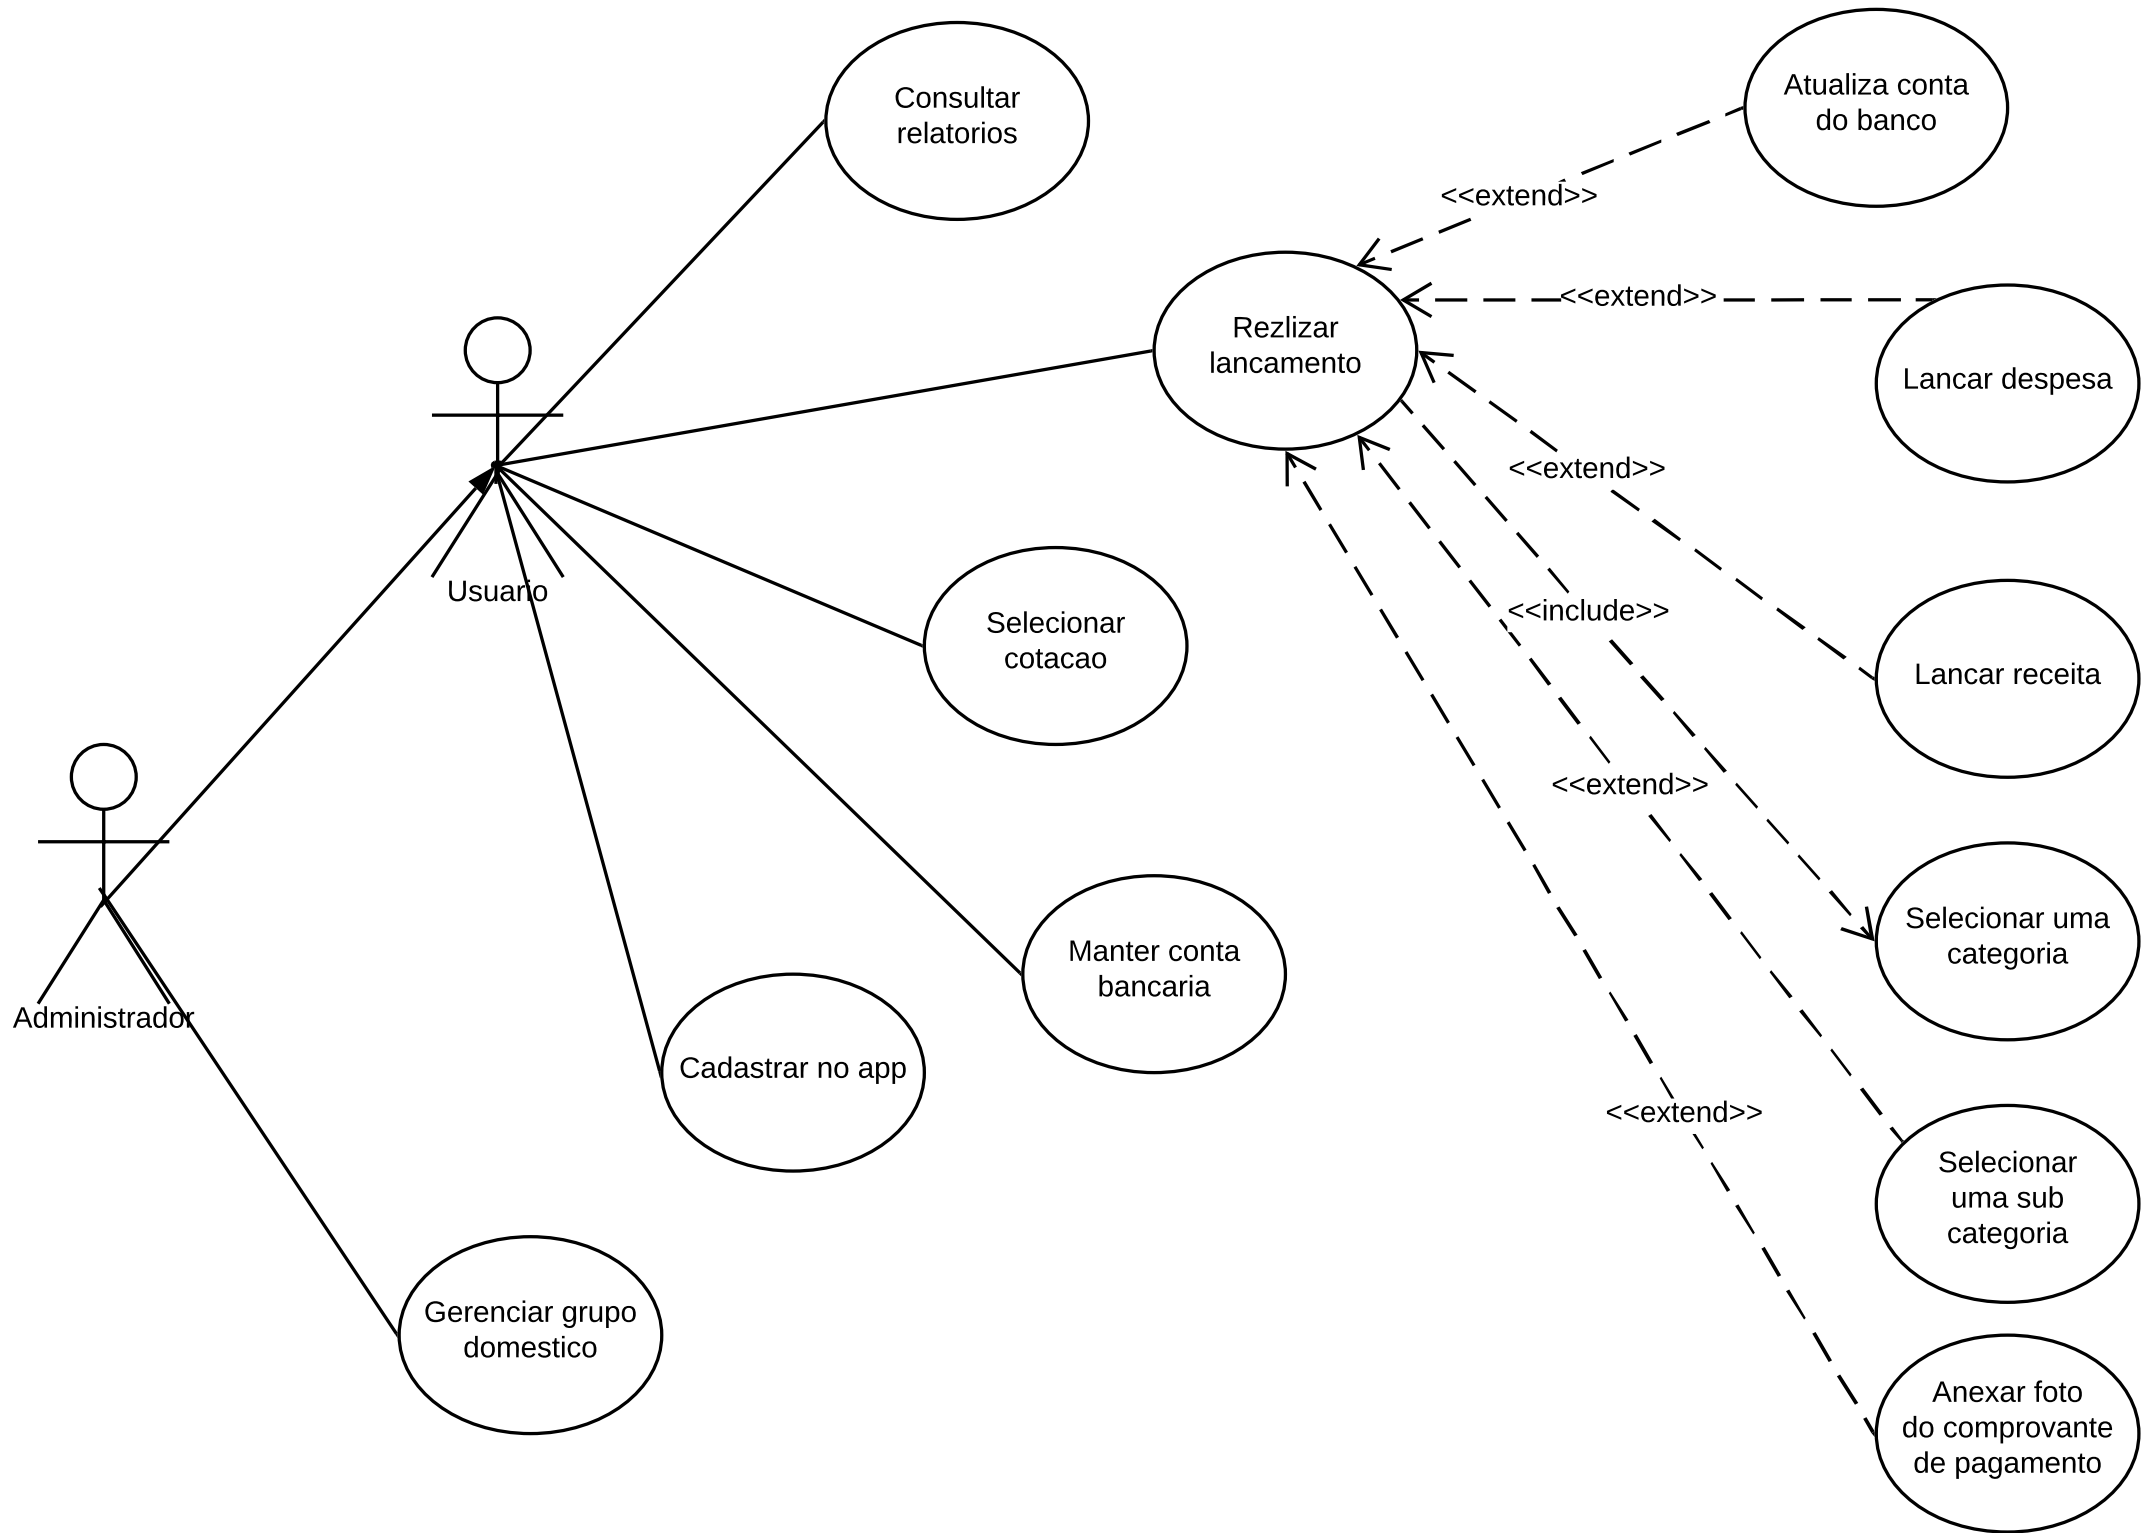 Consultar
relatorios
Atualiza conta
do banco
<<extend>>
<<extend>>
Rezlizar
lancamento
Lancar despesa
<<extend>>
Usuario
<<include>>
Selecionar
cotacao
Lancar receita
<<extend>>
Selecionar uma
categoria
Manter conta
bancaria
Administrador
Cadastrar no app
<<extend>>
Selecionar
uma sub
categoria
Gerenciar grupo
domestico
Anexar foto
do comprovante
de pagamento